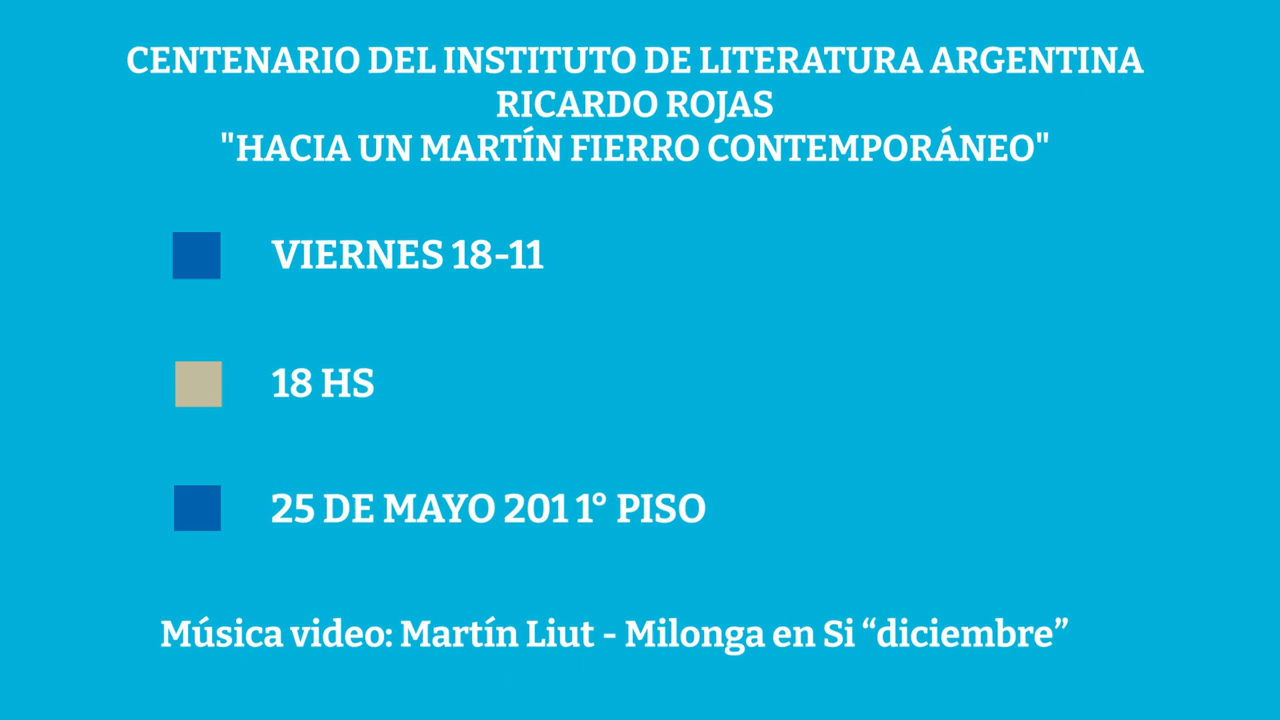 CENTENARIO DEL INSTITUTO DE LITERATURA ARGENTINA
RICARDO ROJAS
"HACIA UN MARTÍN FIERRO CONTEMPORÁNEO"
VIERNES 18-11
18 HS
25 DE MAYO 201 1° PISO
Música video: Martín Liut - Milonga en Si “diciembre”